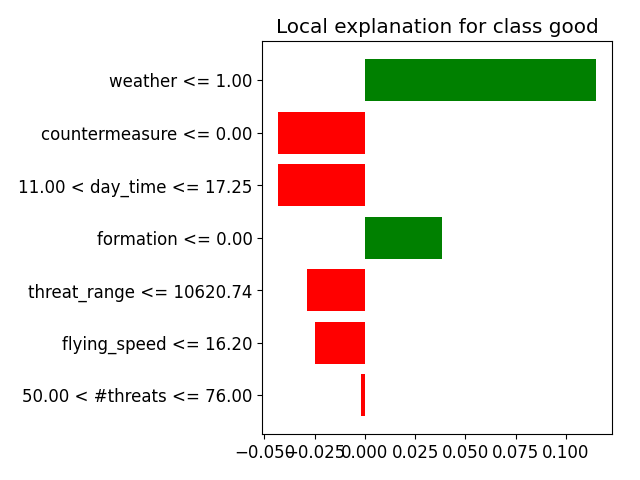 Local explanation for class good
weather <= 1.00
countermeasure <= 0.00
11.00 < day_time <= 17.25
formation <= 0.00
threat_range <= 10620.74
flying_speed <= 16.20
50.00 < #threats <= 76.00
−0.050 −0.025 0.000 0.025 0.050 0.075 0.100